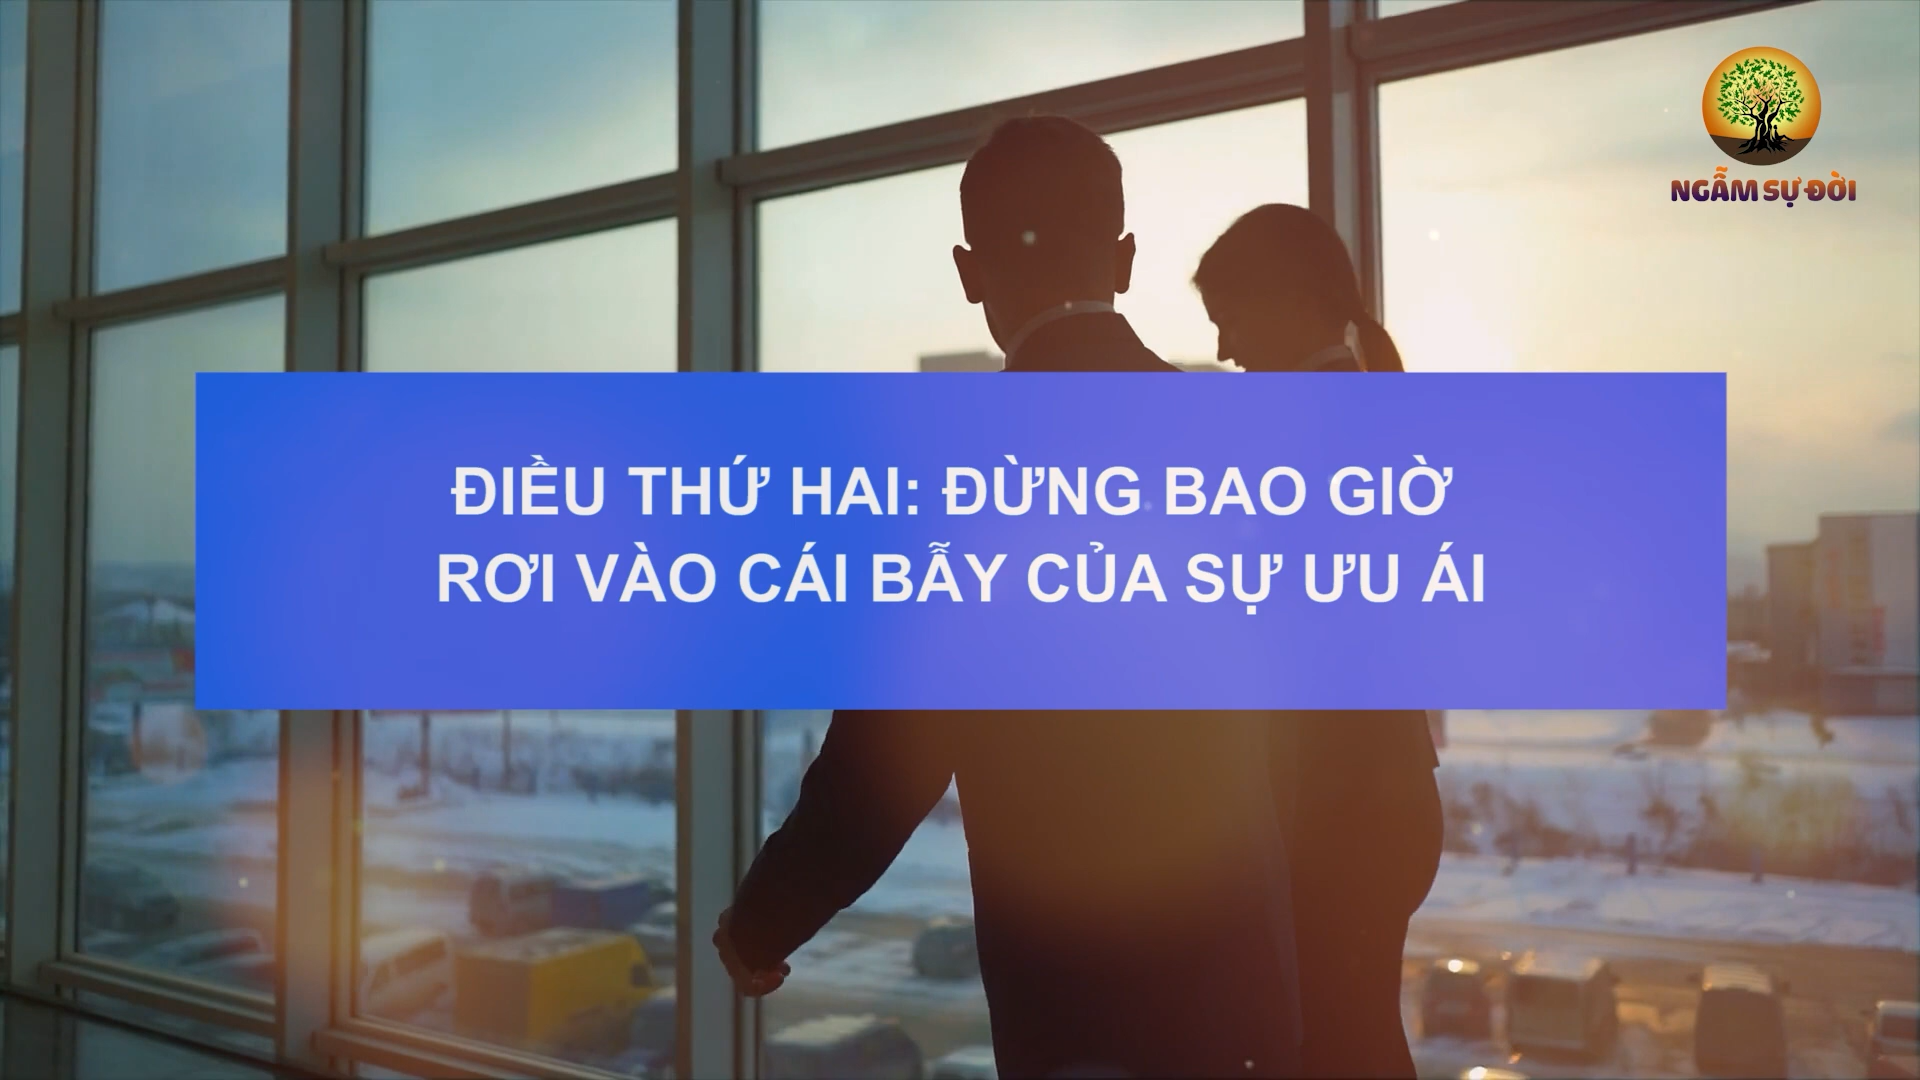 NGẪM SỰ ĐỜI
ĐIỀU THỨ HAI: ĐỪNG BAO GIỜ
RƠI VÀO CÁI BẪY CỦA SỰ ƯU ÁI